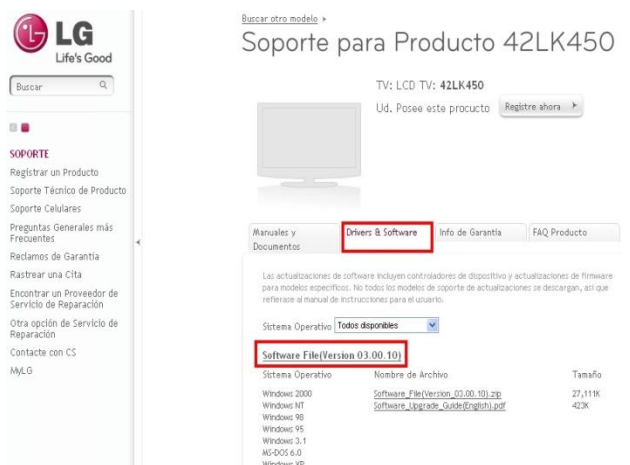 LG
Life's Good
Buscar
SOPORTE
Registrar un Producto
Soporte Técnico de Producto
Soporte Celulares
Preguntas Generales más
Frecuentes
Reclamos de Garantía
Rastrear una Cita
Encontrar un Proveedor de
Servicio de Reparación
Otra opción de Servicio de
Reparación
Contacte con CS
MyLG
Buscar otro modelo
Soporte para Producto 42LK450
TV: LCD TV: 42LK450
Ud. Posee este procucto Registre ahora
Manuales y
Documentos
Drivers & Software
Info de Garantía
FAQ Producto
Las actualizaciones de software incluyen controladores de dispositivo y actualizaciones de firmware
para modelos específicos. No todos los modelos de soporte de actualizaciones se descargan, así que
refierase al manual de instrucciones para el usuario.
Sistema Operativo Todos disponibles
Software File(Version 03.00.10)
Sistema Operativo Nombre de Archivo Tamaño
Windows 2000 Software_File(Version_03.00.10).zip 27,111K
Windows NT Software_Upgrade_Guide(English).pdf 423K
Windows 98
Windows 95
Windows 3.1
MS-DOS 6.0
Windows XP